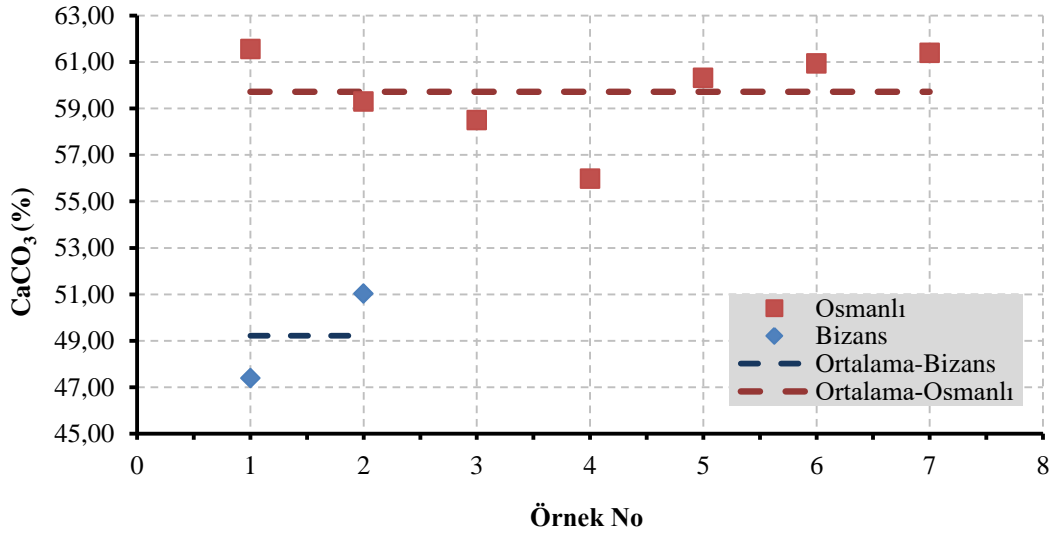 63,00
61,00
59,00
57,00
55,00
53,00
51,00
49,00
47,00
45,00
CaCO₃ (%)
0 1 2 3 4 5 6 7 8
Örnek No
Osmanlı
Bizans
Ortalama-Bizans
Ortalama-Osmanlı